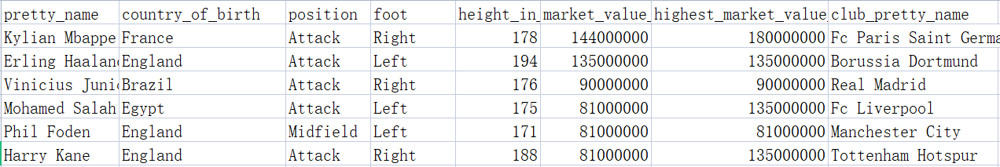 pretty_name country_of_birth position foot height_in_ market_value_ highest_market_value_ club_pretty_name
Kylian Mbappe France Attack Right 178 144000000 180000000 Fc Paris Saint Germa
Erling Haalan England Attack Left 194 135000000 135000000 Borussia Dortmund
Vinicius Juni Brazil Attack Right 176 90000000 90000000 Real Madrid
Mohamed Salah Egypt Attack Left 175 81000000 135000000 Fc Liverpool
Phil Foden England Midfield Left 171 81000000 81000000 Manchester City
Harry Kane England Attack Right 188 81000000 135000000 Tottenham Hotspur